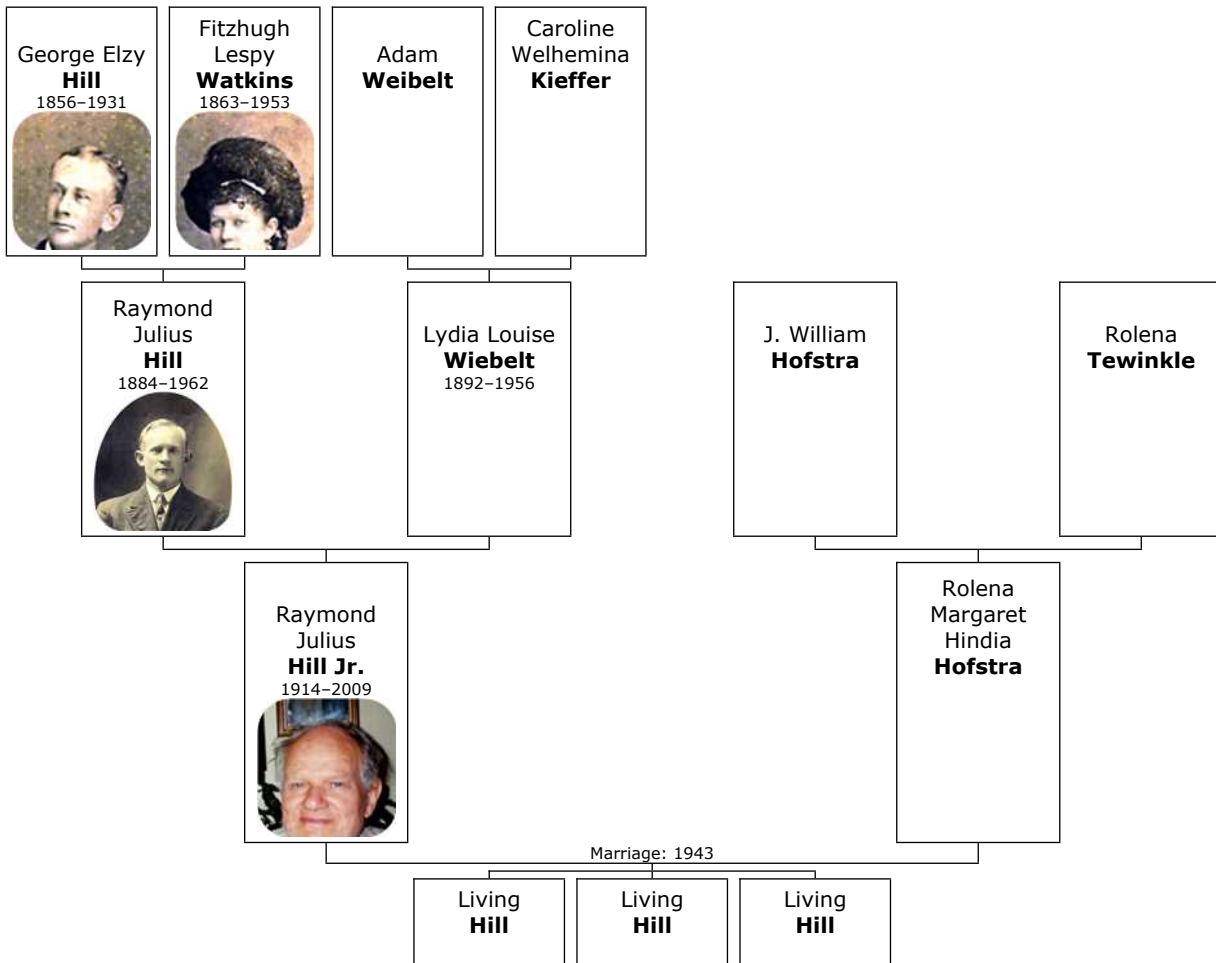 George Elzy
Hill
1856–1931
Fitzhugh
Lespy
Watkins
1863–1953
Adam
Weibelt
Caroline
Welhemina
Kieffer
Raymond
Julius
Hill
1884–1962
Lydia Louise
Wiebelt
1892–1956
J. William
Hofstra
Rolena
Tewinkle
Raymond
Julius
Hill Jr.
1914–2009
Rolena
Margaret
Hindia
Hofstra
Marriage: 1943
Living
Hill
Living
Hill
Living
Hill